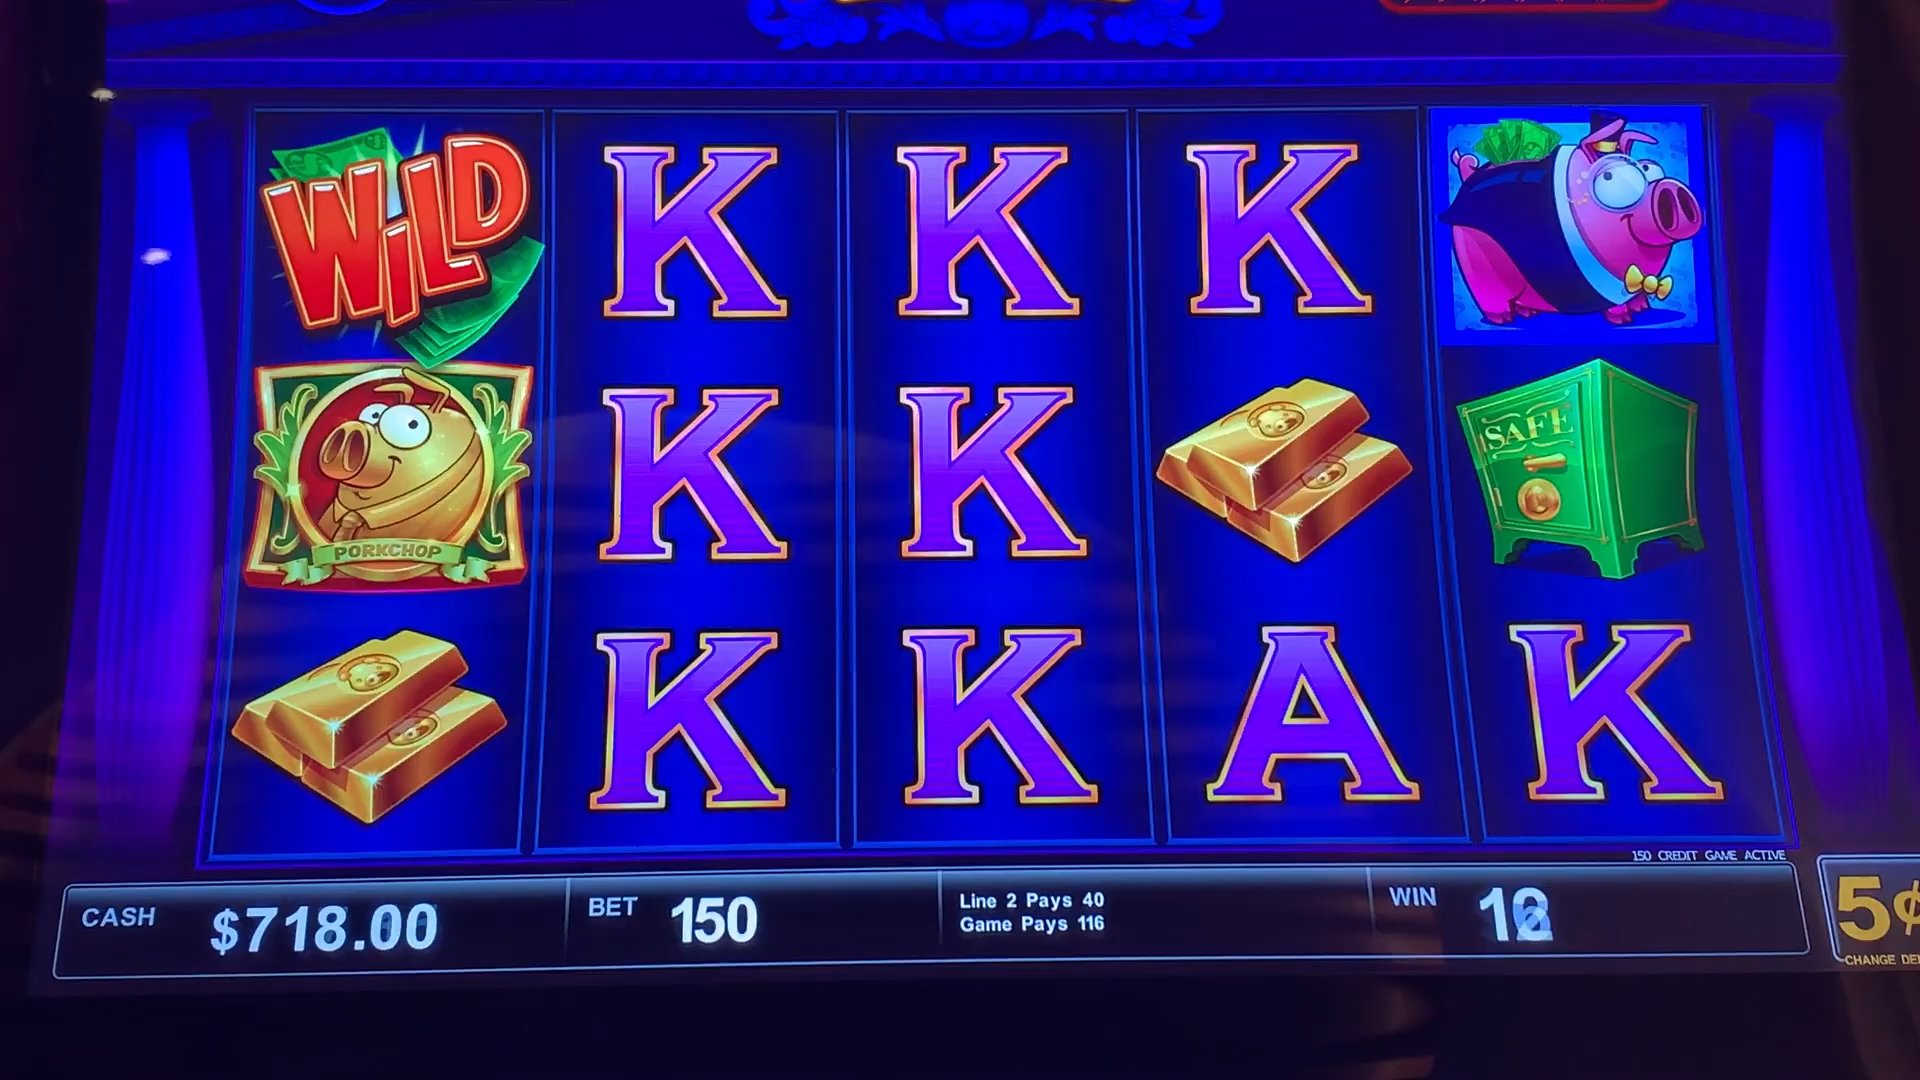 WiLD K K K
K K SAFE
PORKCHOP
K K A K
150 CREDIT GAME ACTIVE
CASH $718.00 BET 150 Line 2 Pays 40
Game Pays 116
WIN
5¢
CHANGE